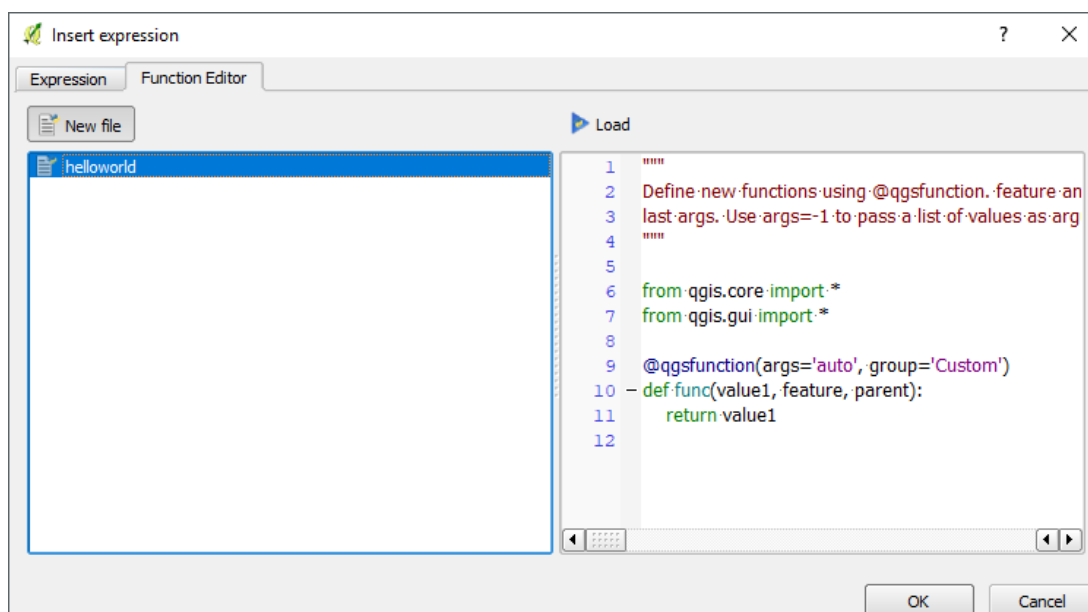 Insert expression
Expression Function Editor
New file
Load
helloworld
1 """
2 Define new functions using @qgsfunction. feature an
3 last args. Use args=-1 to pass a list of values as arg
4 """
5
6 from qgis.core import *
7 from qgis.gui import *
8
9 @qgsfunction(args='auto', group='Custom')
10 def func(value1, feature, parent):
11 return value1
12
OK Cancel